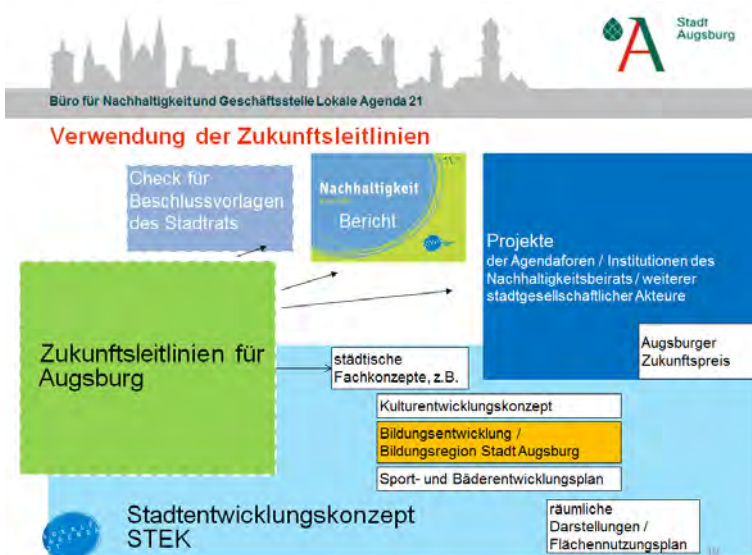 Stadt
Augsburg
Büro für Nachhaltigkeit und Geschäftsstelle Lokale Agenda 21
Verwendung der Zukunftsleitlinien
Check für
Beschlussvorlagen
des Stadtrats
Nachhaltigkeit
Bericht
Projekte
der Agendaforen / Institutionen des
Nachhaltigkeitsbeirats / weiterer
stadtgesellschaftlicher Akteure
Augsburger
Zukunftspreis
Zukunftsleitlinien für
Augsburg
städtische
Fachkonzepte, z.B.
Kulturentwicklungskonzept
Bildungsentwicklung /
Bildungsregion Stadt Augsburg
Sport- und Bäderentwicklungsplan
Stadtentwicklungskonzept
STEK
räumliche
Darstellungen /
Flächennutzungsplan